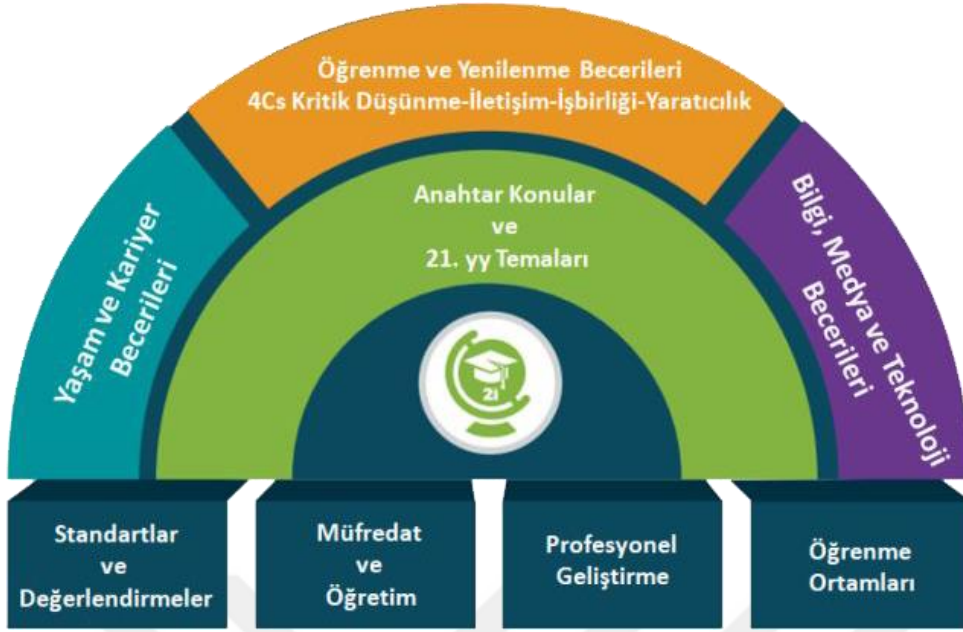 Öğrenme ve Yenilenme Becerileri
4Cs Kritik Düşünme-İletişim-İşbirliği-Yaratıcılık
Yaşam ve Kariyer
Becerileri
Anahtar Konular
ve
21. yy Temaları
Bilgi, Medya ve Teknoloji
Becerileri
21
Standartlar
ve
Değerlendirmeler
Müfredat
ve
Öğretim
Profesyonel
Geliştirme
Öğrenme
Ortamları